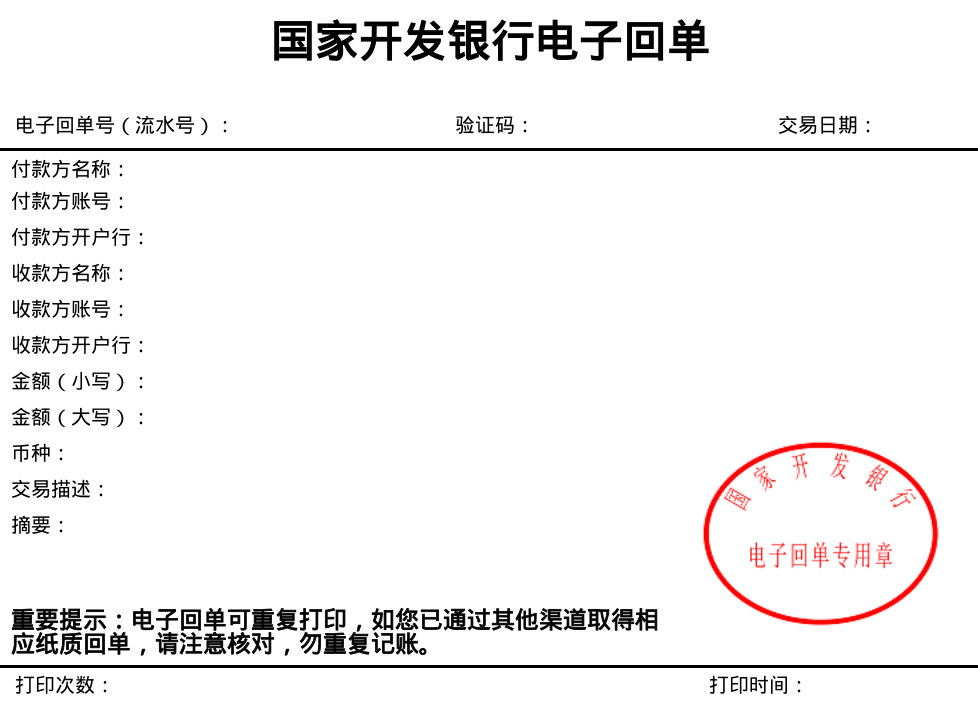 国家开发银行电子回单
电子回单号（流水号）： 验证码： 交易日期：
付款方名称：
付款方账号：
付款方开户行：
收款方名称：
收款方账号：
收款方开户行：
金额（小写）：
金额（大写）：
币种：
交易描述：
摘要：
国家开发银行
电子回单专用章
重要提示：电子回单可重复打印，如您已通过其他渠道取得相
应纸质回单，请注意核对，勿重复记账。
打印次数： 打印时间：